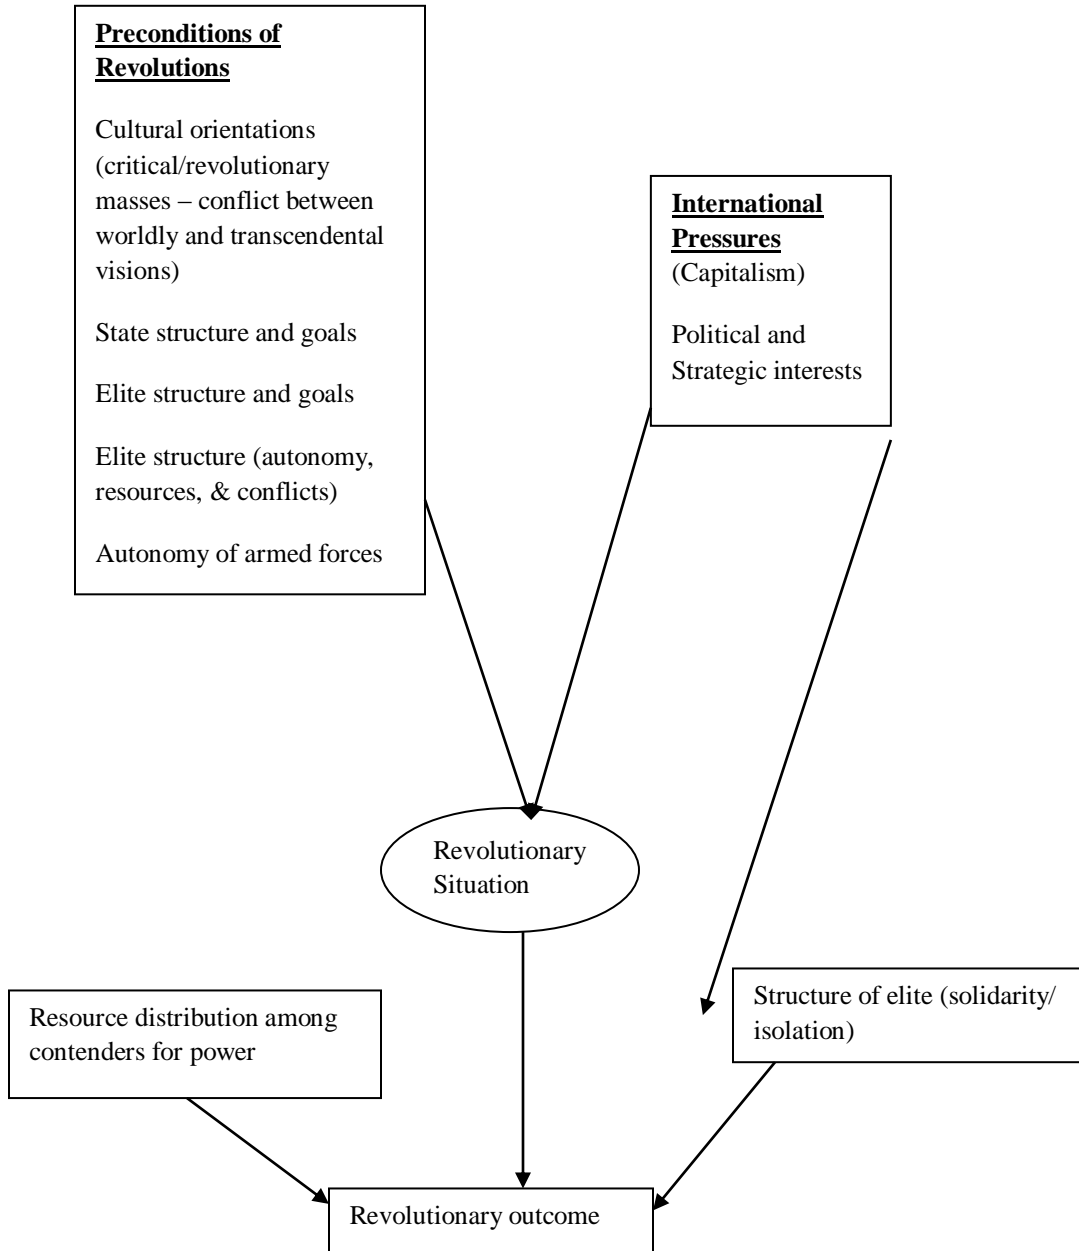 Preconditions of
Revolutions
Cultural orientations
(critical/revolutionary
masses – conflict between
worldly and transcendental
visions)
State structure and goals
Elite structure and goals
Elite structure (autonomy,
resources, & conflicts)
Autonomy of armed forces
International
Pressures
(Capitalism)
Political and
Strategic interests
Revolutionary
Situation
Resource distribution among
contenders for power
Structure of elite (solidarity/
isolation)
Revolutionary outcome